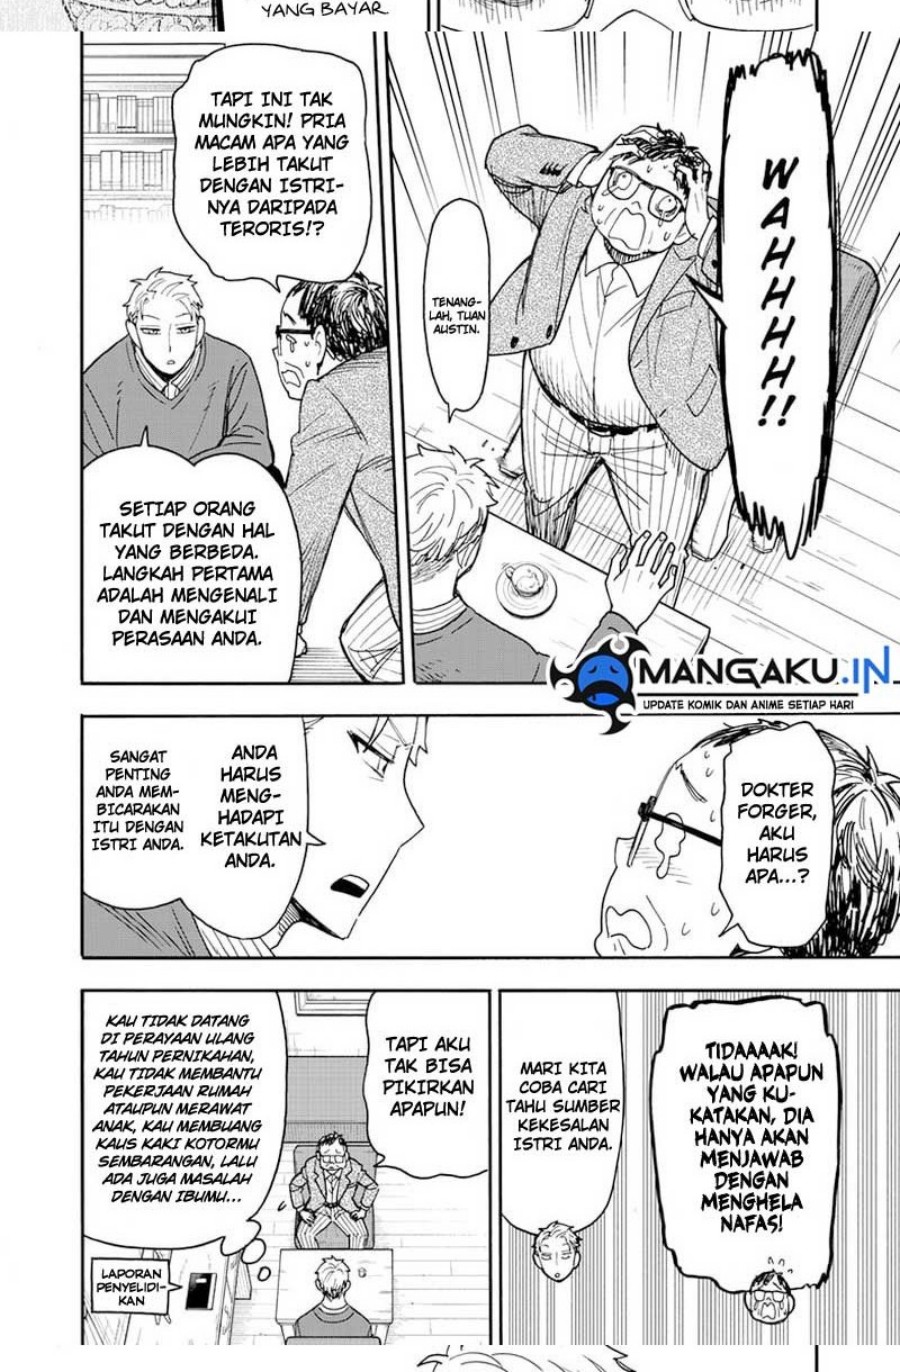 YANG BAYAR.
WAHHHH!!
TENANG-
LAH, TUAN
AUSTIN.
TAPI INI TAK
MUNGKIN! PRIA
MACAM APA YANG
LEBIH TAKUT
DENGAN ISTRI-
NYA DARIPADA
TERORIS!?
SETIAP ORANG
TAKUT DENGAN HAL
YANG BERBEDA.
LANGKAH PERTAMA
ADALAH MENGENALI
DAN MENGAKUI
PERASAAN ANDA.
MANGAKU.IN
UPDATE KOMIK DAN ANIME SETIAP HARI
DOKTER
FORGER,
AKU
HARUS
APA...?
ANDA
HARUS
MENG-
HADAPI
KETAKUTAN
ANDA.
SANGAT
PENTING
ANDA MEM-
BICARAKAN
ITU DENGAN
ISTRI ANDA.
TIDAAAAK!
WALAU APAPUN
YANG KU-
KATAKAN, DIA
HANYA AKAN
MENJAWAB
DENGAN
MENGHELA
NAFAS!
MARI KITA
COBA CARI
TAHU SUMBER
KEKESALAN
ISTRI ANDA.
TAPI AKU
TAK BISA
PIKIRKAN
APAPUN!
KAU TIDAK DATANG
DI PERAYAAN ULANG
TAHUN PERNIKAHAN,
KAU TIDAK MEMBANTU
PEKERJAAN RUMAH
ATAUPUN MERAWAT
ANAK, KAU MEMBUANG
KAUS KAKI KOTORMU
SEMBARANGAN, LALU
ADA JUGA MASALAH
DENGAN IBUMU...
LAPORAN
PENYELIDI-
KAN